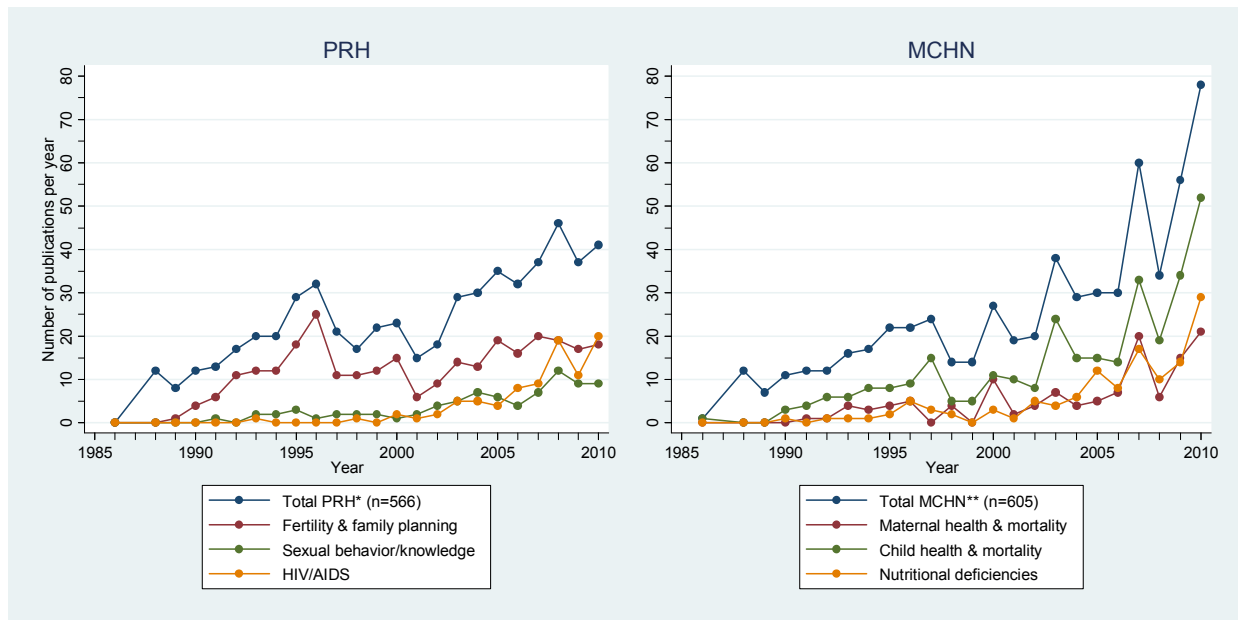 PRH
Number of publications per year
80
70
60
50
40
30
20
10
0
1985
1990
1995
2000
2005
2010
Year
Total PRH* (n=566)
Fertility & family planning
Sexual behavior/knowledge
HIV/AIDS
MCHN
80
70
60
50
40
30
20
10
0
1985
1990
1995
2000
2005
2010
Year
Total MCHN** (n=605)
Maternal health & mortality
Child health & mortality
Nutritional deficiencies